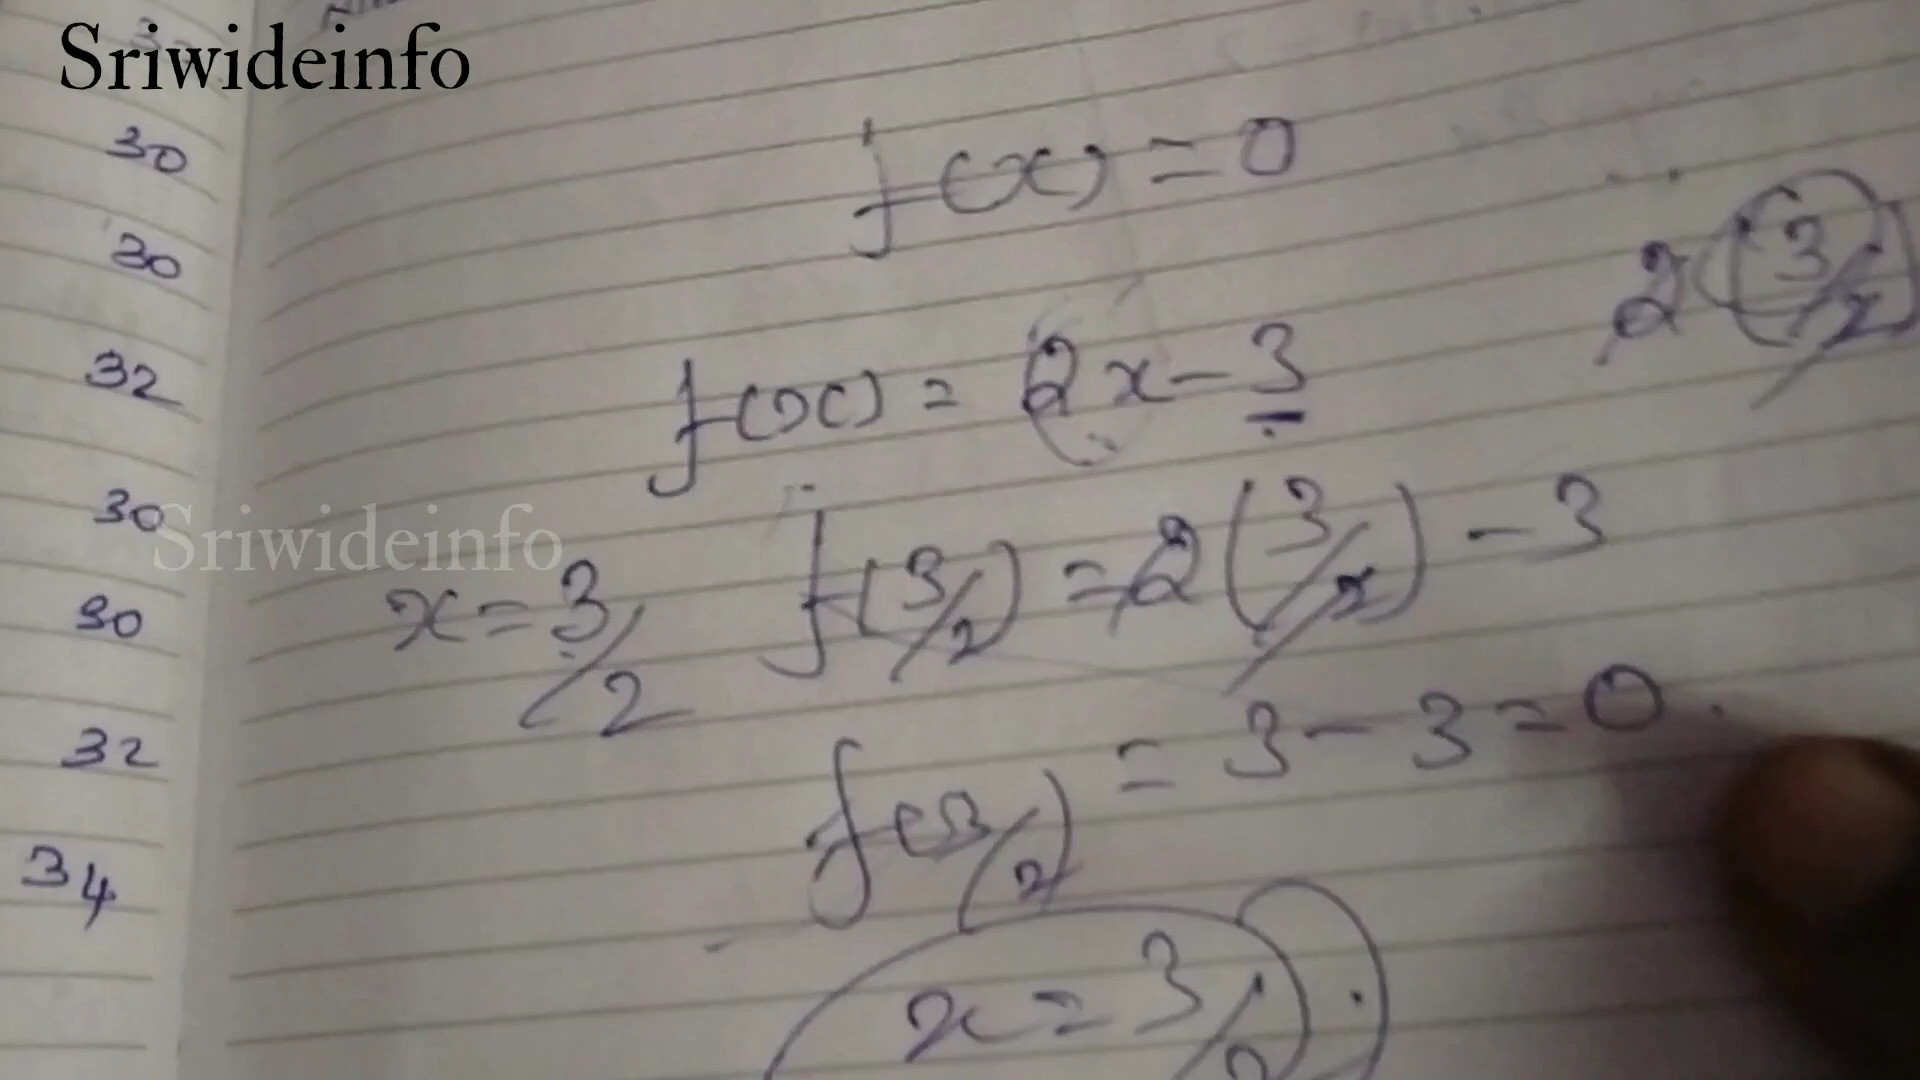 Sriwideinfo
30
30
32
30
30
32
34
f(x) = 0
2(3/2)
f(x) = 2x - 3
Sriwideinfo
x = 3/2 f(3/2) = 2(3/2) - 3
f(3/2) = 3 - 3 = 0.
x = 3/2